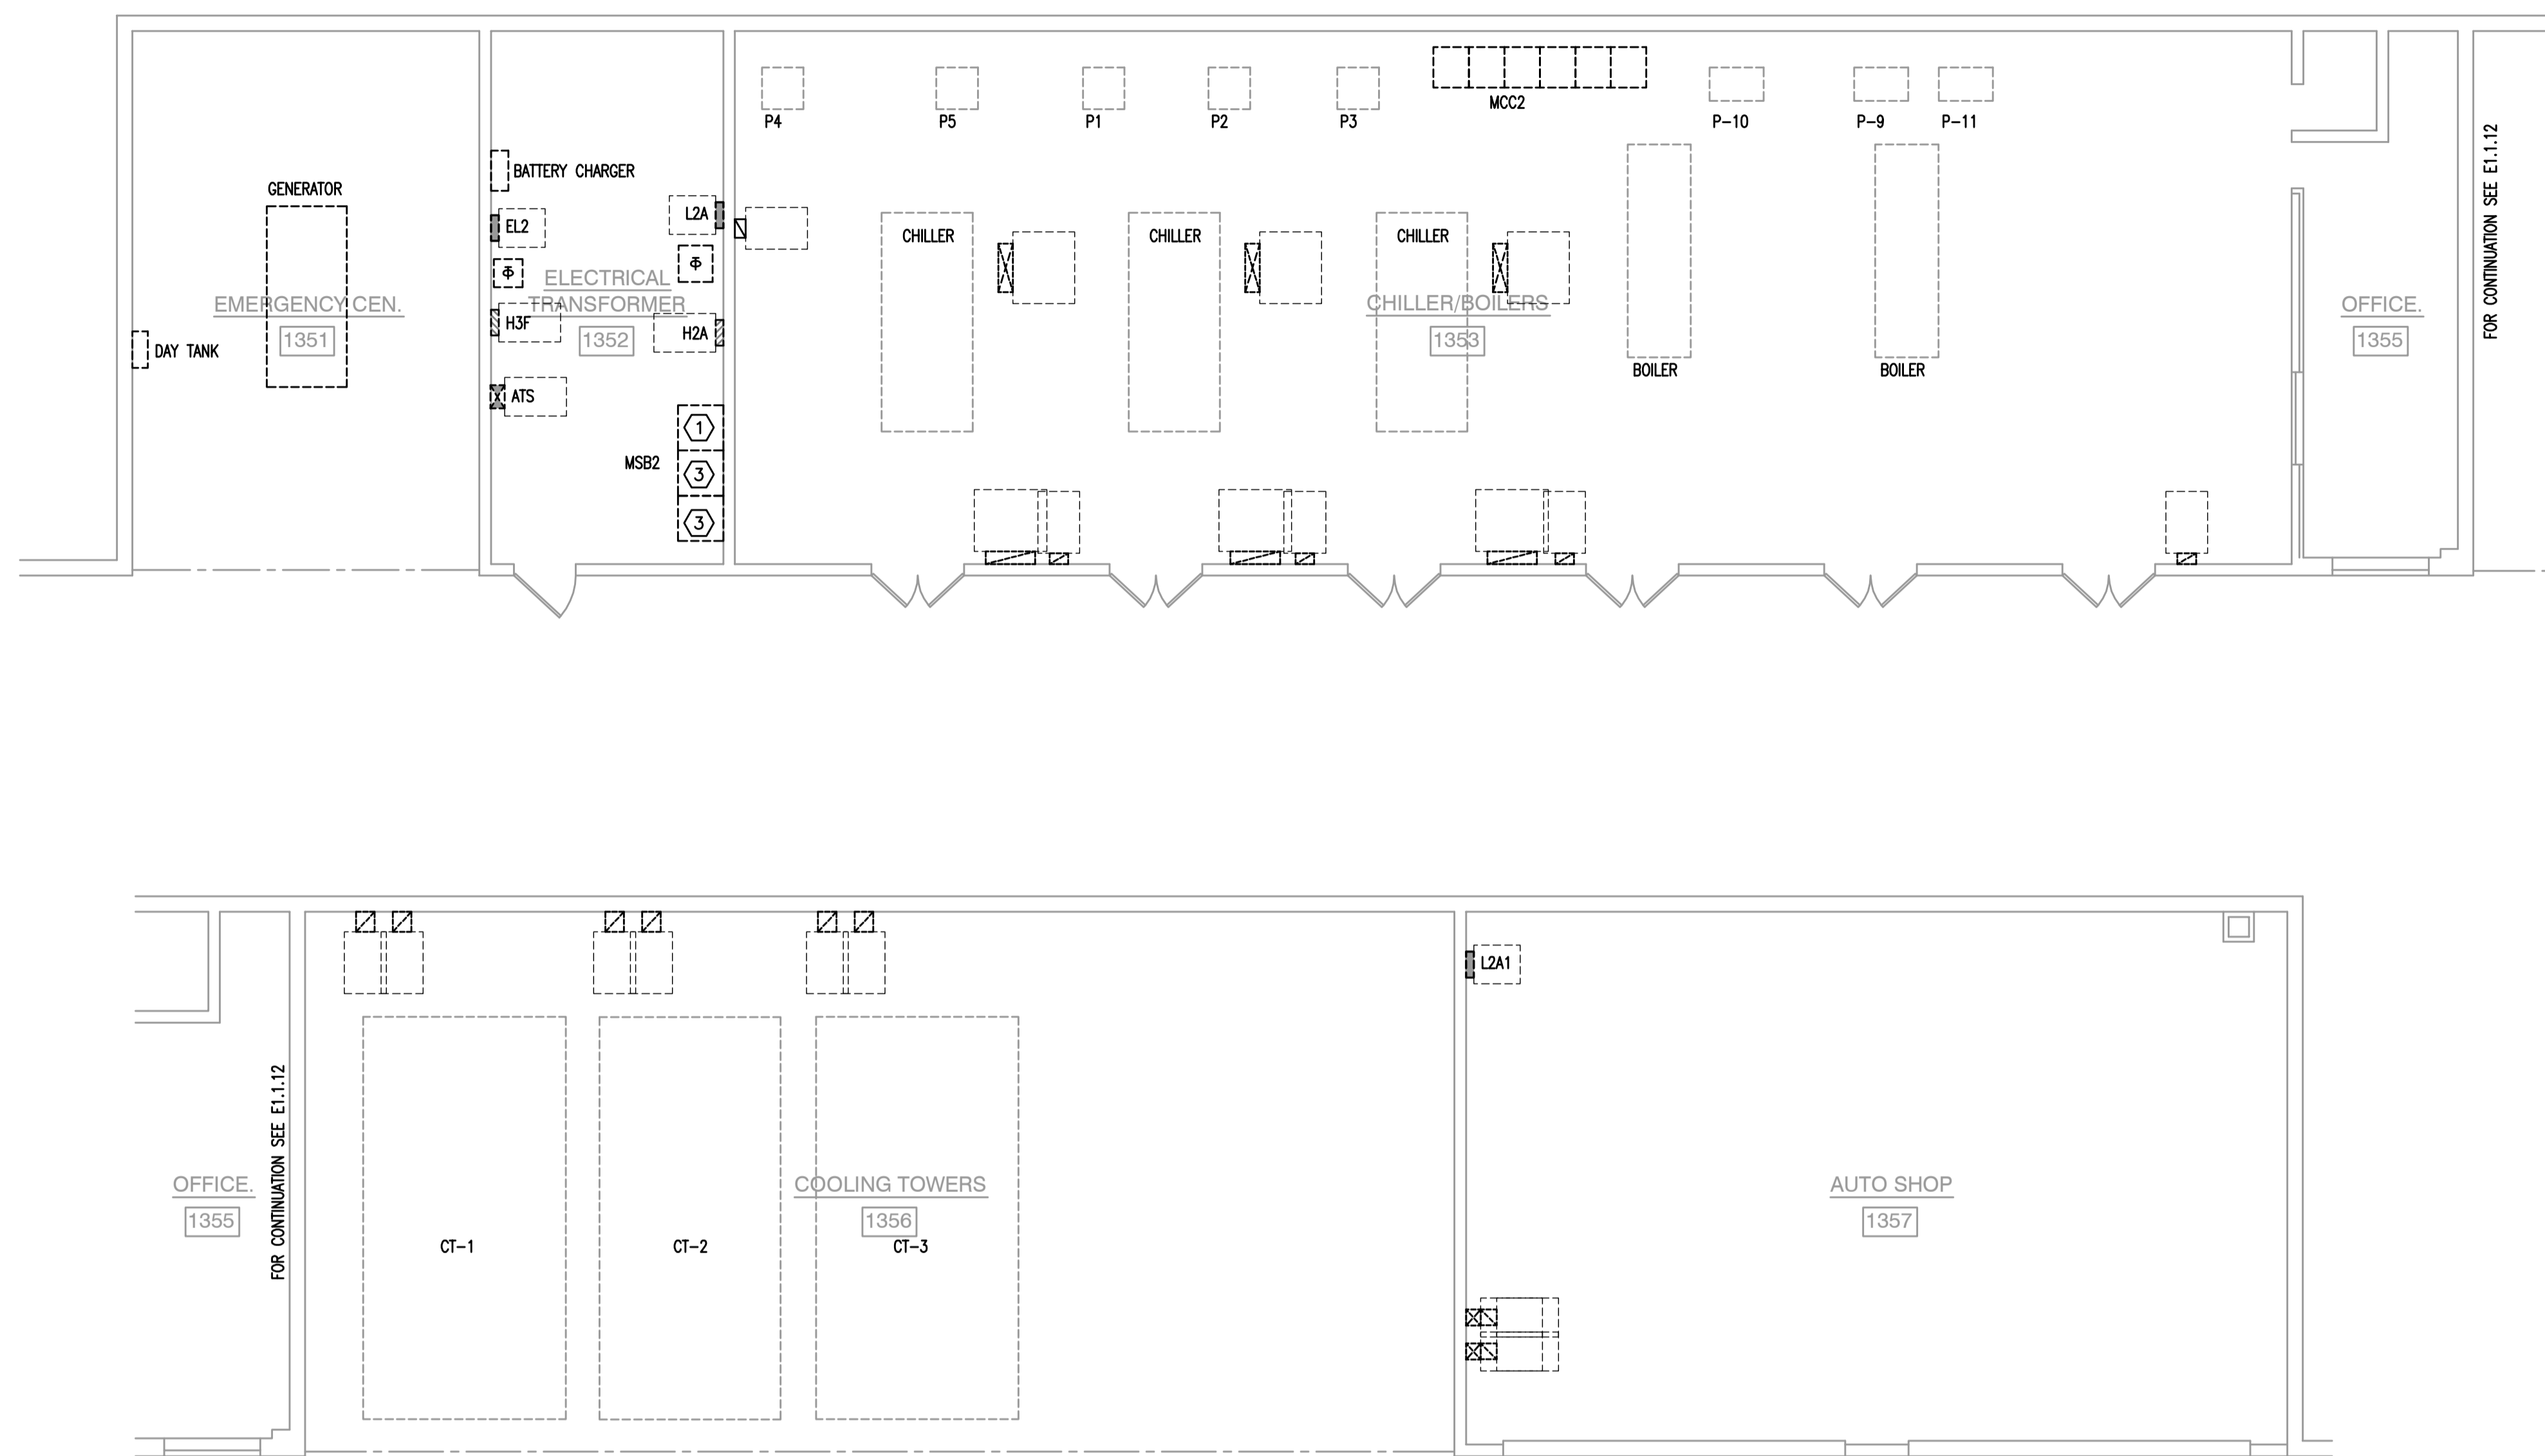 MCC2
P4
P5
P1
P2
P3
P-10
P-9
P-11
BATTERY CHARGER
GENERATOR
EL2
L2A
CHILLER
CHILLER
CHILLER
FOR CONTINUATION SEE E1.1.12
Φ
Φ
ELECTRICAL
TRANSFORMER
1352
EMERGENCY CEN.
1351
CHILLER/BOILERS
1353
OFFICE.
1355
H3F
H2A
DAY TANK
BOILER
BOILER
ATS
1
MSB2
3
3
L2A1
FOR CONTINUATION SEE E1.1.12
OFFICE.
1355
COOLING TOWERS
1356
AUTO SHOP
1357
CT-1
CT-2
CT-3